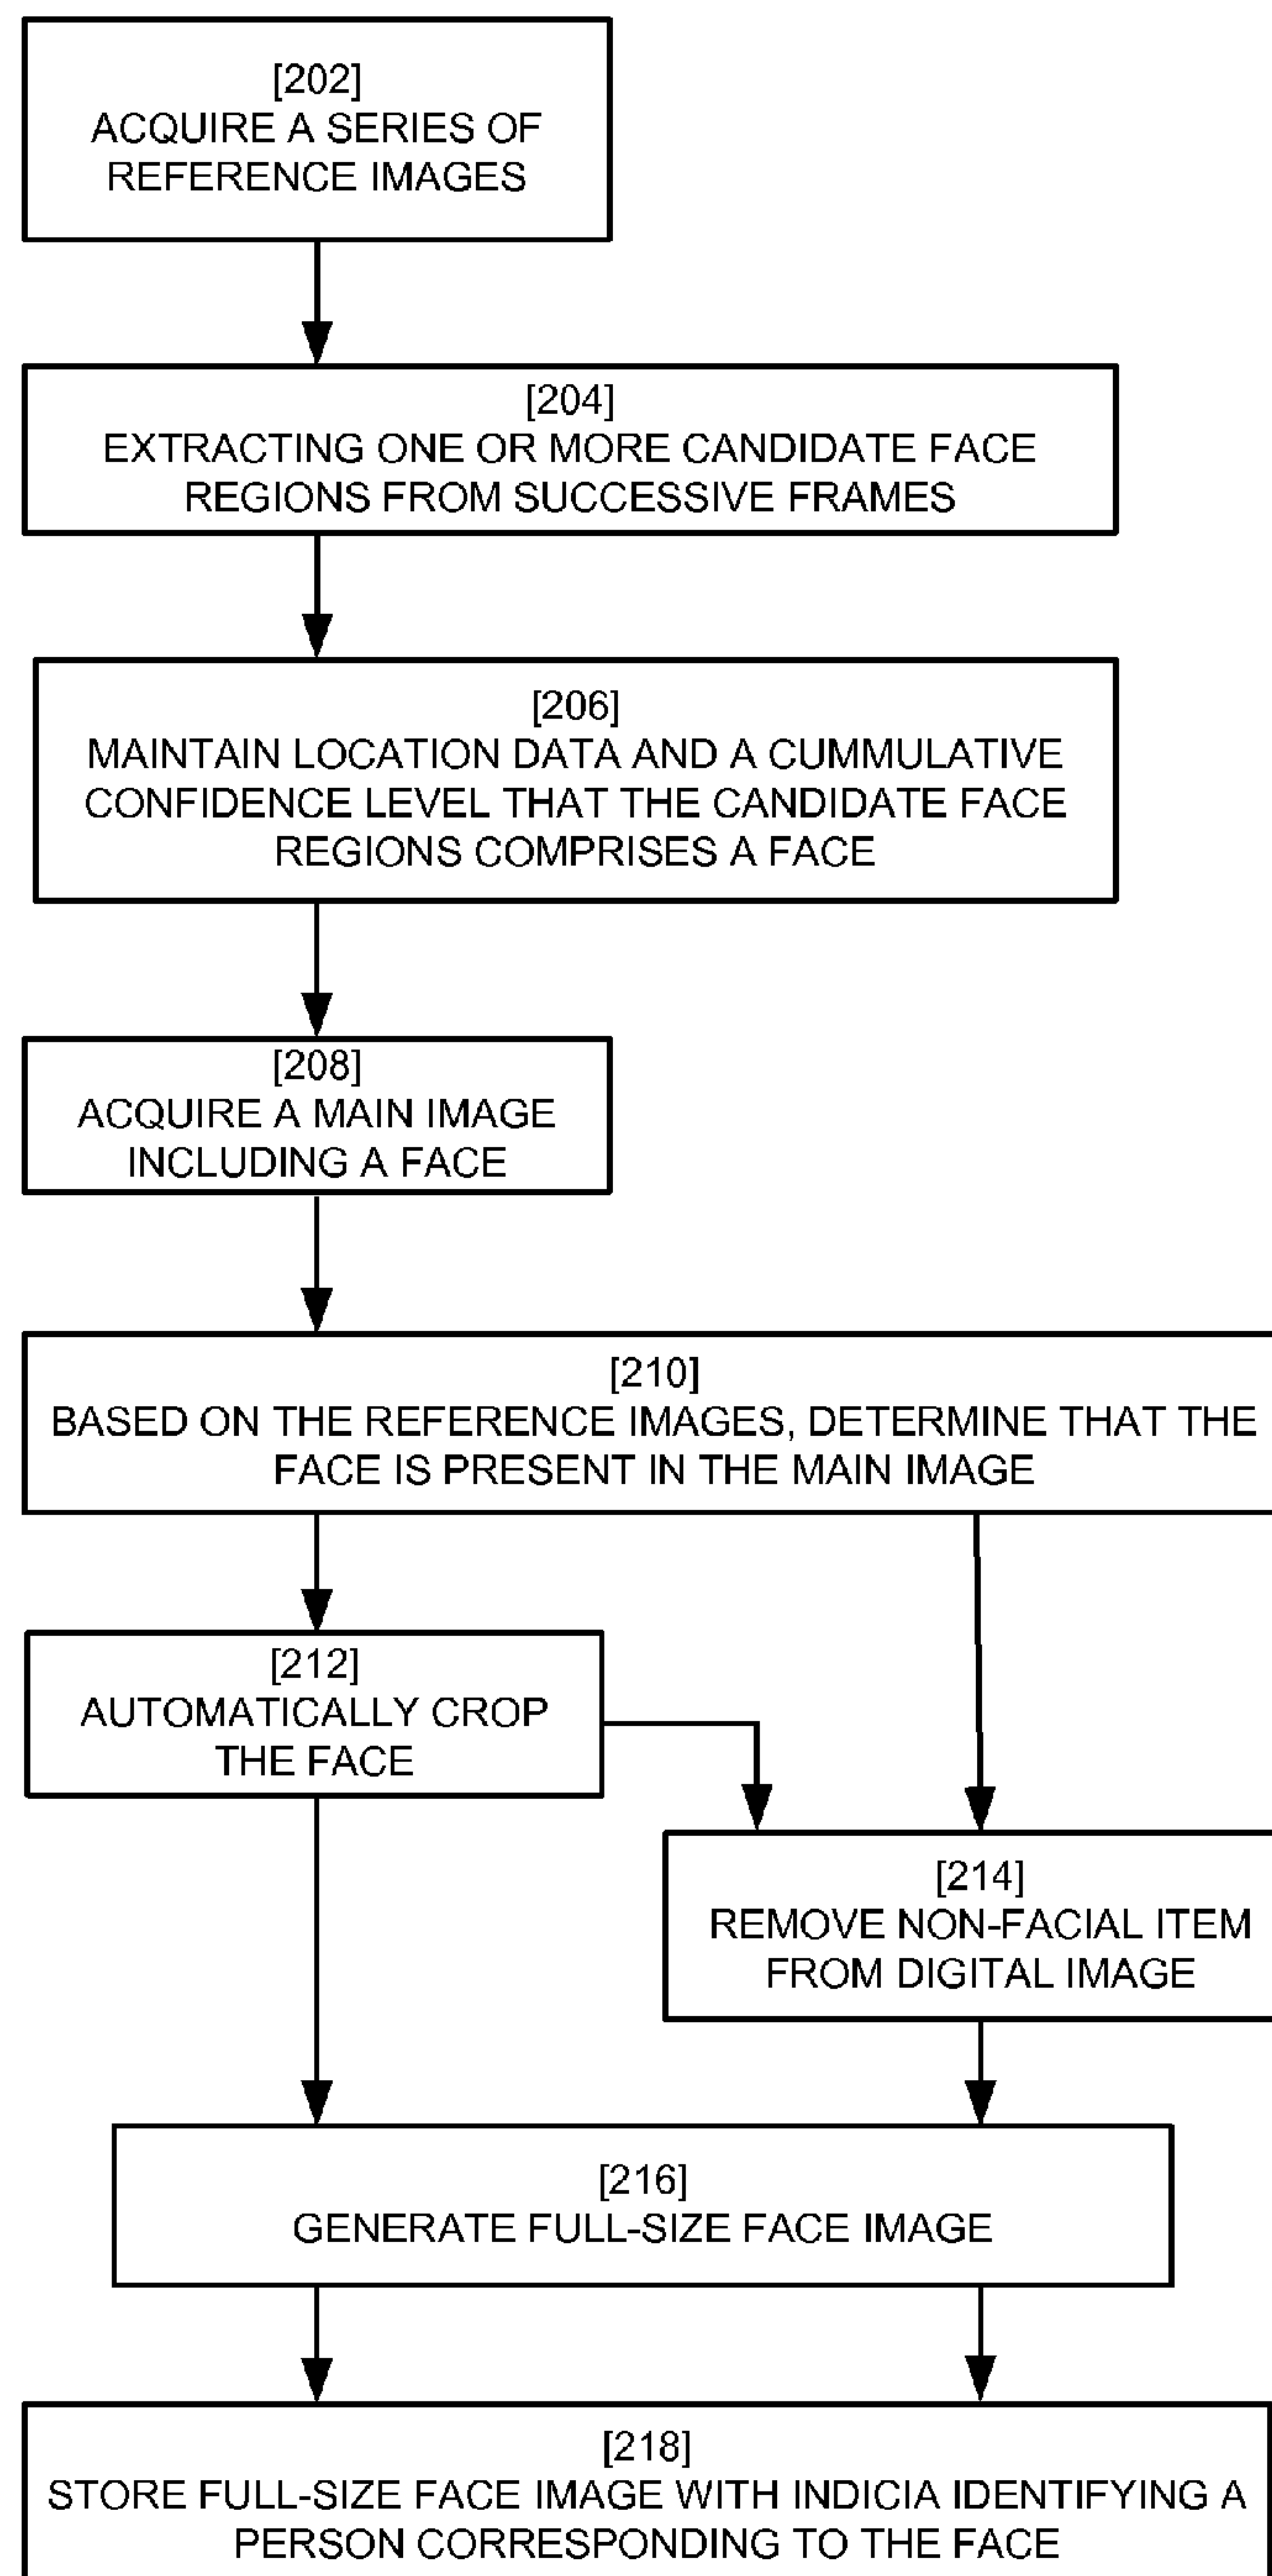 [202]
ACQUIRE A SERIES OF
REFERENCE IMAGES
[204]
EXTRACTING ONE OR MORE CANDIDATE FACE
REGIONS FROM SUCCESSIVE FRAMES
[206]
MAINTAIN LOCATION DATA AND A CUMMULATIVE
CONFIDENCE LEVEL THAT THE CANDIDATE FACE
REGIONS COMPRISES A FACE
[208]
ACQUIRE A MAIN IMAGE
INCLUDING A FACE
[210]
BASED ON THE REFERENCE IMAGES, DETERMINE THAT THE
FACE IS PRESENT IN THE MAIN IMAGE
[212]
AUTOMATICALLY CROP
THE FACE
[214]
REMOVE NON-FACIAL ITEM
FROM DIGITAL IMAGE
[216]
GENERATE FULL-SIZE FACE IMAGE
[218]
STORE FULL-SIZE FACE IMAGE WITH INDICIA IDENTIFYING A
PERSON CORRESPONDING TO THE FACE